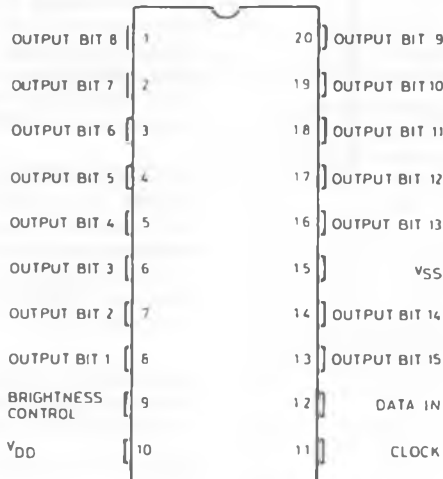 OUTPUT BIT 8 1 20 OUTPUT BIT 9
OUTPUT BIT 7 2 19 OUTPUT BIT 10
OUTPUT BIT 6 3 18 OUTPUT BIT 11
OUTPUT BIT 5 4 17 OUTPUT BIT 12
OUTPUT BIT 4 5 16 OUTPUT BIT 13
OUTPUT BIT 3 6 15 VSS
OUTPUT BIT 2 7 14 OUTPUT BIT 14
OUTPUT BIT 1 8 13 OUTPUT BIT 15
BRIGHTNESS
CONTROL 9 12 DATA IN
VDD 10 11 CLOCK